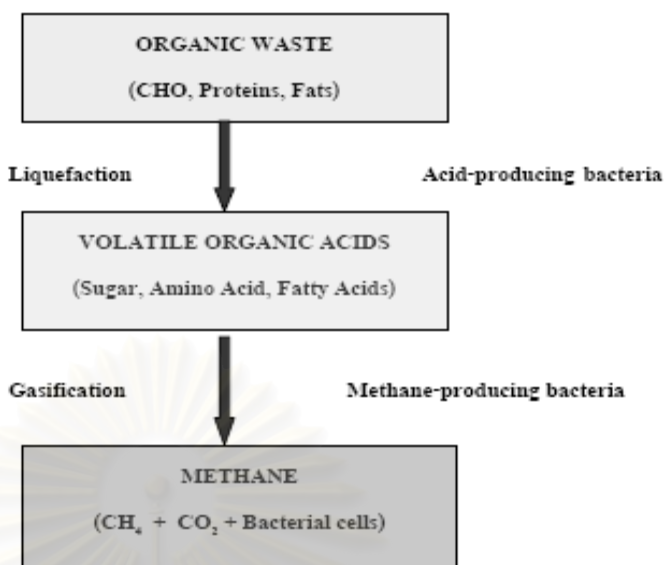 ORGANIC WASTE
(CHO, Proteins, Fats)
Liquefaction
Acid-producing bacteria
VOLATILE ORGANIC ACIDS
(Sugar, Amino Acid, Fatty Acids)
Gasification
Methane-producing bacteria
METHANE
(CH₄ + CO₂ + Bacterial cells)